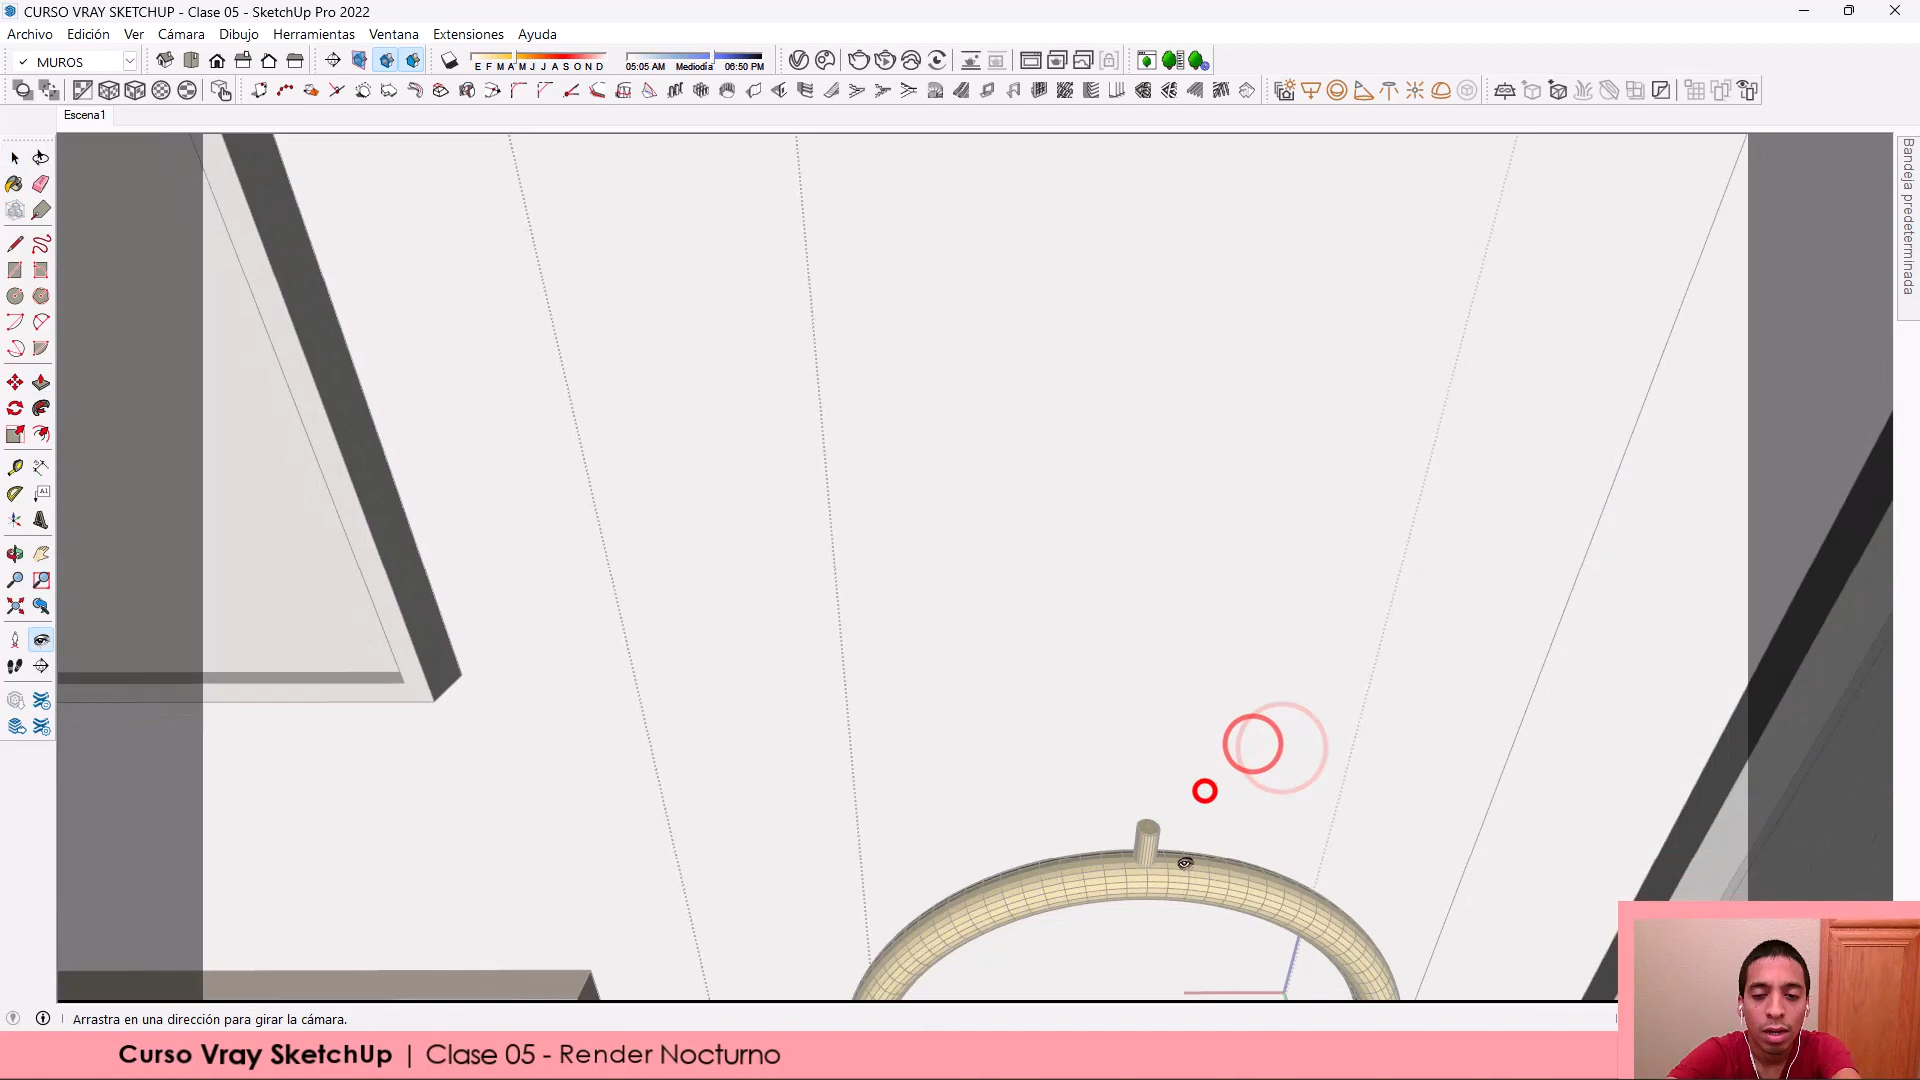 CURSO VRAY SKETCHUP - Clase 05 - SketchUp Pro 2022
Archivo Edición Ver Cámara Dibujo Herramientas Ventana Extensiones Ayuda
MUROS
E F M A M J J A S O N D
05:05 AM Mediodía 06:50 PM
Escena1
Bandeja predeterminada
A1
Arrastra en una dirección para girar la cámara.
Curso Vray SketchUp | Clase 05 - Render Nocturno